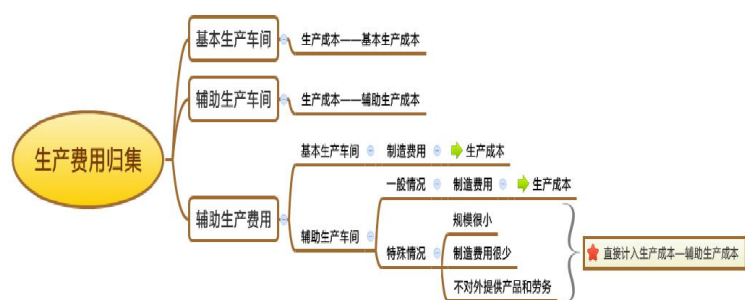 生产费用归集
基本生产车间
生产成本——基本生产成本
辅助生产车间
生产成本——辅助生产成本
辅助生产费用
基本生产车间
制造费用
生产成本
辅助生产车间
一般情况
制造费用
生产成本
特殊情况
规模很小
制造费用很少
不对外提供产品和劳务
直接计入生产成本—辅助生产成本